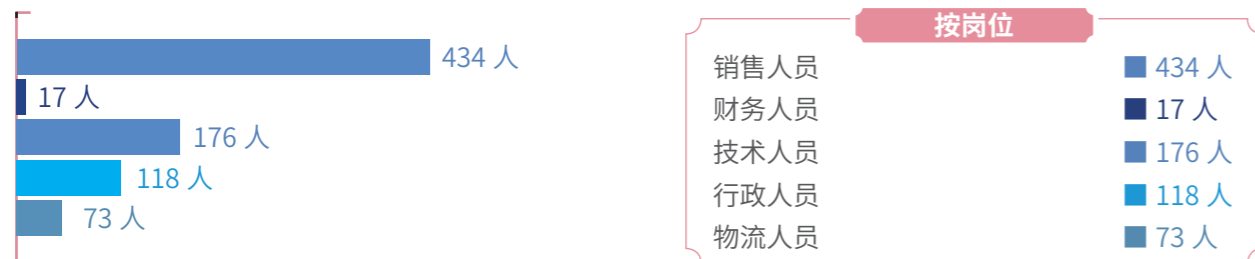 434 人
17 人
176 人
118 人
73 人
按岗位
销售人员 434 人
财务人员 17 人
技术人员 176 人
行政人员 118 人
物流人员 73 人